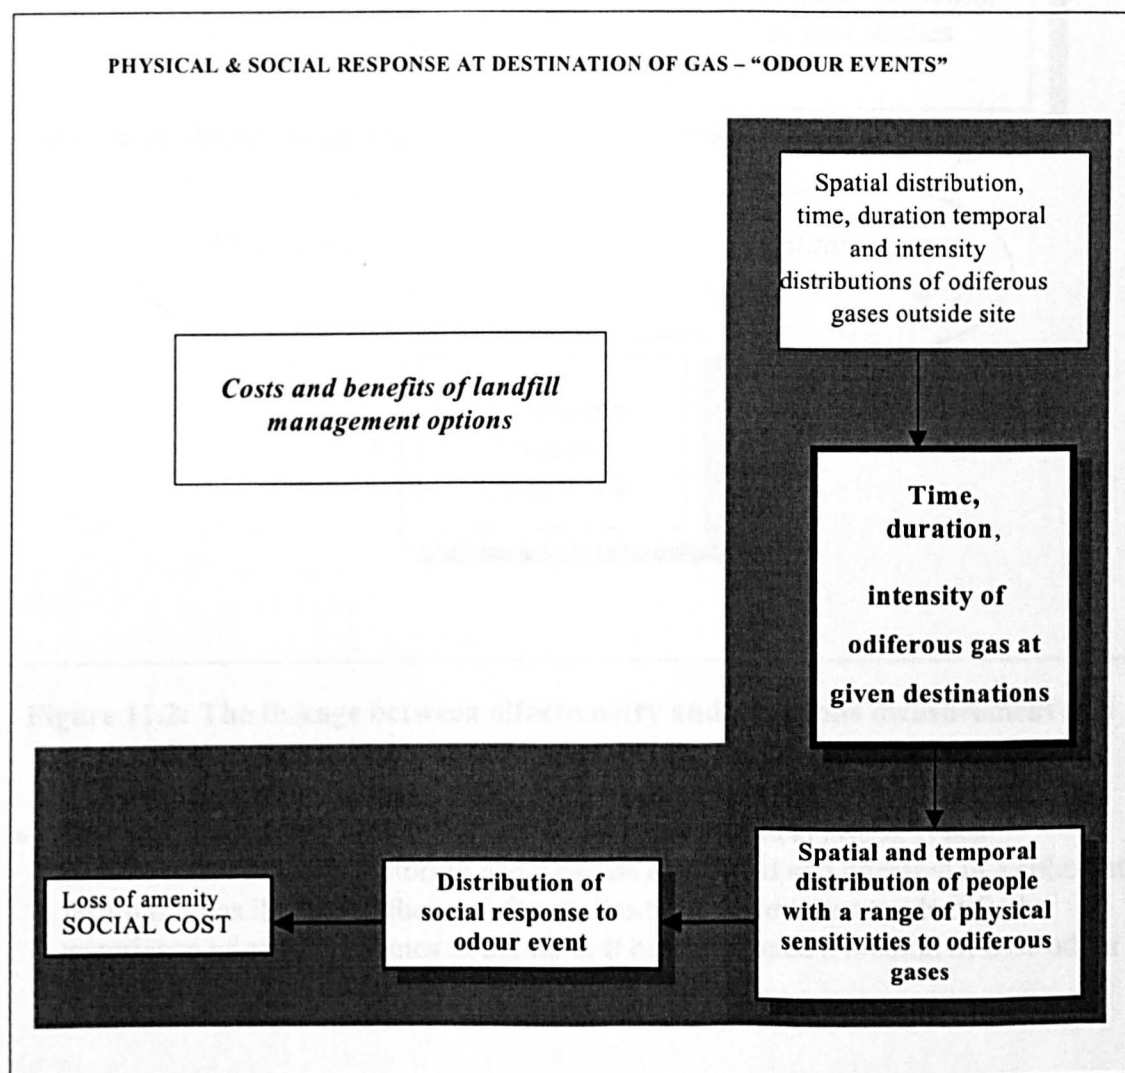 PHYSICAL & SOCIAL RESPONSE AT DESTINATION OF GAS – “ODOUR EVENTS”
Spatial distribution,
time, duration temporal
and intensity
distributions of odiferous
gases outside site
Costs and benefits of landfill
management options
Time,
duration,
intensity of
odiferous gas at
given destinations
Spatial and temporal
distribution of people
with a range of physical
sensitivities to odiferous
gases
Distribution of
social response to
odour event
Loss of amenity
SOCIAL COST
Figure 11.2: The linkage between olfactometry and